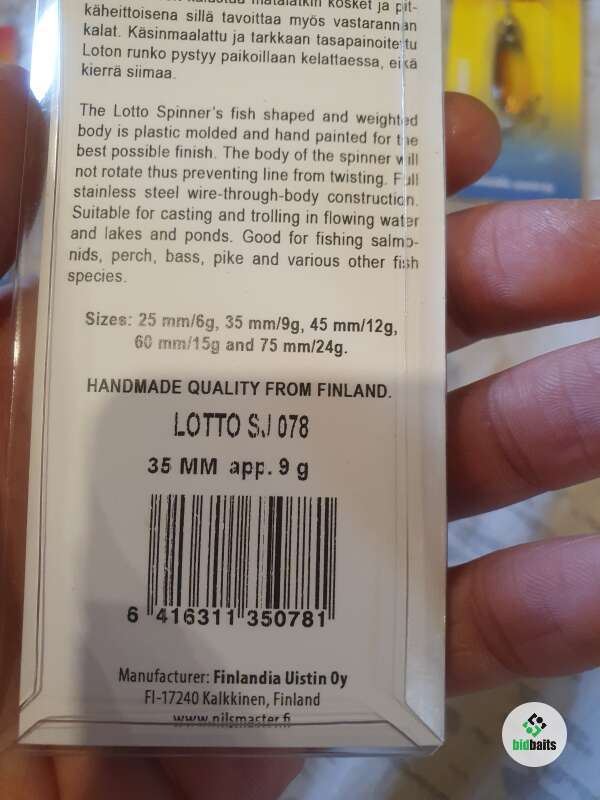 kalastaa matalatkin kosket ja pit-
käheittoisena sillä tavoittaa myös vastarannan
kalat. Käsinmaalattu ja tarkkaan tasapainoitettu
Loton runko pystyy paikoillaan kelattaessa, eikä
kierrä siimaa.
The Lotto Spinner's fish shaped and weighted
body is plastic molded and hand painted for the
best possible finish. The body of the spinner will
not rotate thus preventing line from twisting. Full
stainless steel wire-through-body construction.
Suitable for casting and trolling in flowing water
and lakes and ponds. Good for fishing salmo-
nids, perch, bass, pike and various other fish
species.
Sizes: 25 mm/6g, 35 mm/9g, 45 mm/12g,
60 mm/15g and 75 mm/24g.
HANDMADE QUALITY FROM FINLAND.
LOTTO SJ 078
35 MM app. 9 g
6 416311 350781
Manufacturer: Finlandia Uistin Oy
FI-17240 Kalkkinen, Finland
www.nilsmaster.fi
bidbaits